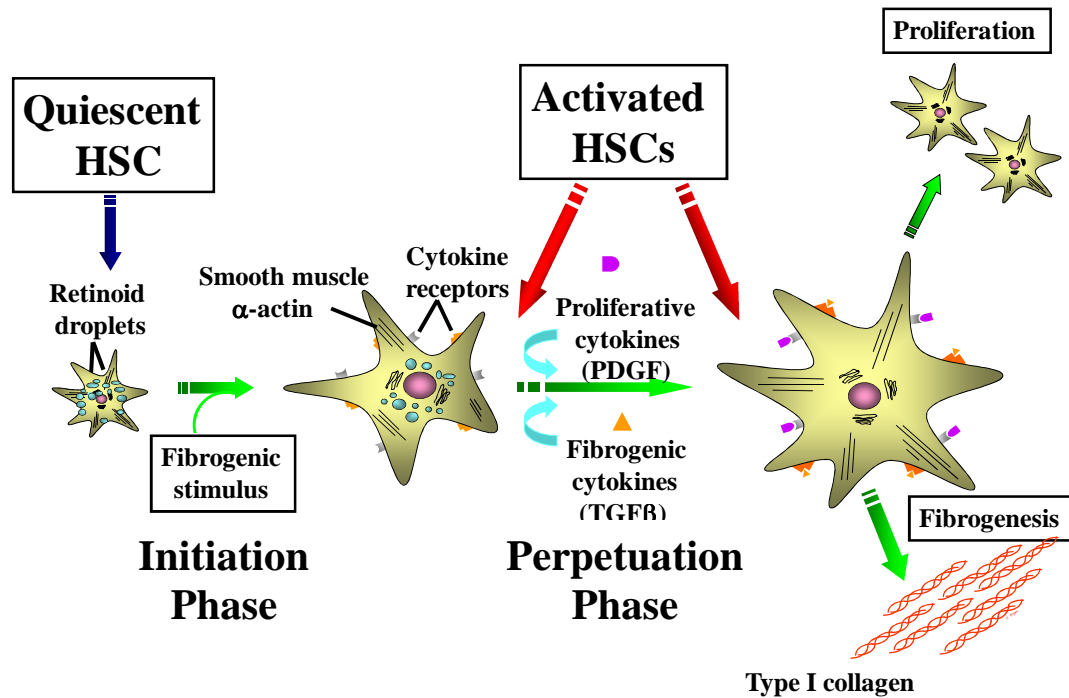 Proliferation
Quiescent
HSC
Activated
HSCs
Retinoid
droplets
Smooth muscle
α-actin
Cytokine
receptors
Proliferative
cytokines
(PDGF)
Fibrogenic
stimulus
Fibrogenic
cytokines
(TGFβ)
Initiation
Phase
Perpetuation
Phase
Fibrogenesis
Type I collagen